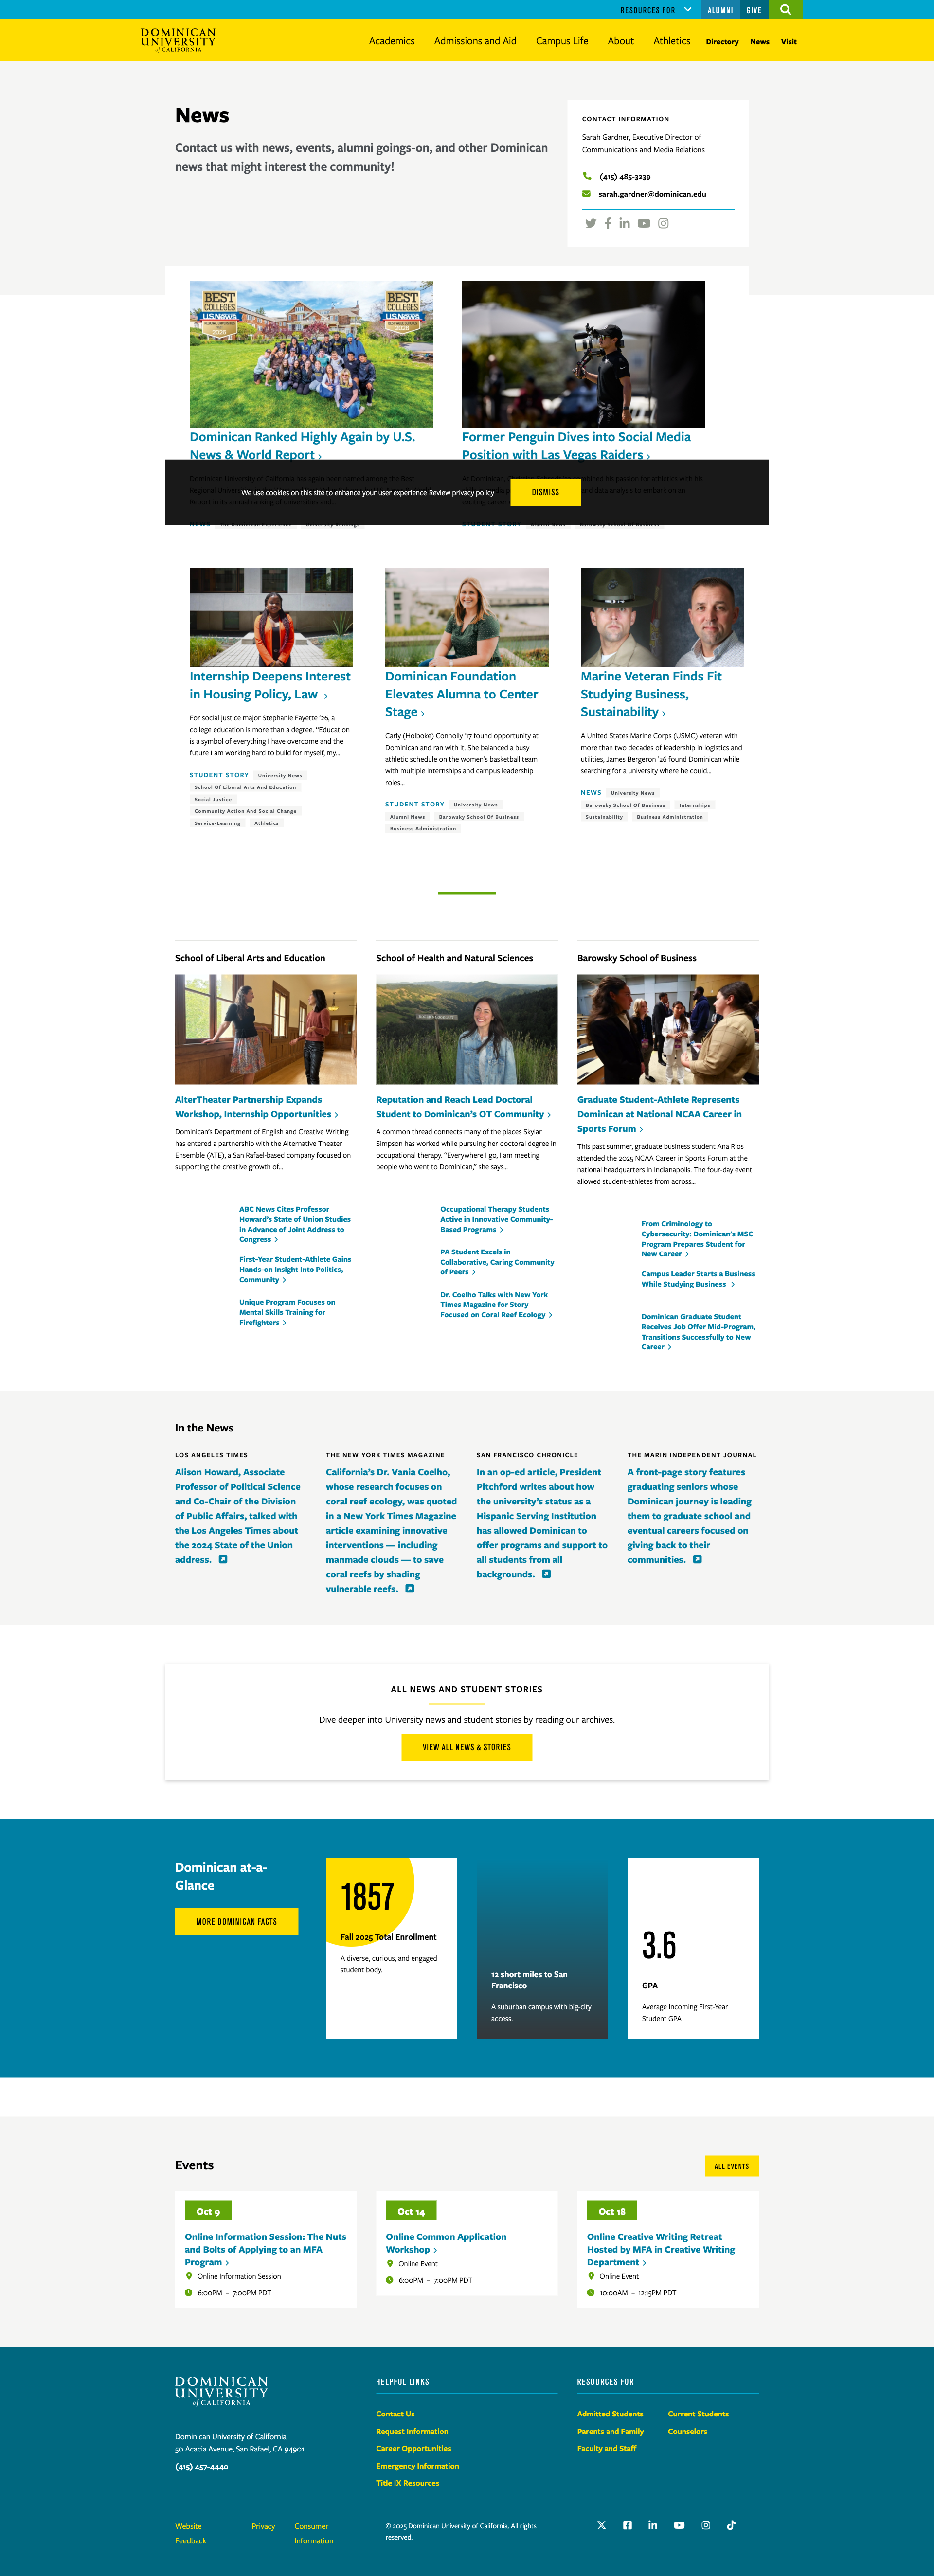 RESOURCES FOR
ALUMNI
GIVE
DOMINICAN
UNIVERSITY
of CALIFORNIA
Academics
Admissions and Aid
Campus Life
About
Athletics
Directory
News
Visit
News
Contact us with news, events, alumni goings-on, and other Dominican
news that might interest the community!
CONTACT INFORMATION
Sarah Gardner, Executive Director of
Communications and Media Relations
(415) 485-3239
sarah.gardner@dominican.edu
BEST
COLLEGES
U.S.News
BEST
COLLEGES
U.S.News
Dominican Ranked Highly Again by U.S.
News & World Report
Former Penguin Dives into Social Media
Position with Las Vegas Raiders
We use cookies on this site to enhance your user experience Review privacy policy
DISMISS
Internship Deepens Interest
in Housing Policy, Law
For social justice major Stephanie Fayette '26, a
college education is more than a degree. "Education
is a symbol of everything I have overcome and the
future I am working hard to build for myself, my...
STUDENT STORY University News
School Of Liberal Arts And Education
Social Justice
Community Action And Social Change
Service-Learning Athletics
Dominican Foundation
Elevates Alumna to Center
Stage
Carly (Holboke) Connolly '17 found opportunity at
Dominican and ran with it. She balanced a busy
athletic schedule on the women's basketball team
with multiple internships and campus leadership
roles...
STUDENT STORY University News
Alumni News Barowsky School Of Business
Business Administration
Marine Veteran Finds Fit
Studying Business,
Sustainability
A United States Marine Corps (USMC) veteran with
more than two decades of leadership in logistics and
utilities, James Bergeron '26 found Dominican while
searching for a university where he could...
NEWS University News
Barowsky School Of Business Internships
Sustainability Business Administration
School of Liberal Arts and Education
AlterTheater Partnership Expands
Workshop, Internship Opportunities
Dominican's Department of English and Creative Writing
has entered a partnership with the Alternative Theater
Ensemble (ATE), a San Rafael-based company focused on
supporting the creative growth of...
ABC News Cites Professor
Howard's State of Union Studies
in Advance of Joint Address to
Congress
First-Year Student-Athlete Gains
Hands-on Insight Into Politics,
Community
Unique Program Focuses on
Mental Skills Training for
Firefighters
School of Health and Natural Sciences
Reputation and Reach Lead Doctoral
Student to Dominican's OT Community
A common thread connects many of the places Skylar
Simpson has worked while pursuing her doctoral degree in
occupational therapy. "Everywhere I go, I am meeting
people who went to Dominican," she says...
Occupational Therapy Students
Active in Innovative Community-
Based Programs
PA Student Excels in
Collaborative, Caring Community
of Peers
Dr. Coelho Talks with New York
Times Magazine for Story
Focused on Coral Reef Ecology
Barowsky School of Business
Graduate Student-Athlete Represents
Dominican at National NCAA Career in
Sports Forum
This past summer, graduate business student Ana Rios
attended the 2025 NCAA Career in Sports Forum at the
national headquarters in Indianapolis. The four-day event
allowed student-athletes from across...
From Criminology to
Cybersecurity: Dominican's MSC
Program Prepares Student for
New Career
Campus Leader Starts a Business
While Studying Business
Dominican Graduate Student
Receives Job Offer Mid-Program,
Transitions Successfully to New
Career
In the News
LOS ANGELES TIMES
Alison Howard, Associate
Professor of Political Science
and Co-Chair of the Division
of Public Affairs, talked with
the Los Angeles Times about
the 2024 State of the Union
address.
THE NEW YORK TIMES MAGAZINE
California's Dr. Vania Coelho,
whose research focuses on
coral reef ecology, was quoted
in a New York Times Magazine
article examining innovative
interventions — including
manmade clouds — to save
coral reefs by shading
vulnerable reefs.
SAN FRANCISCO CHRONICLE
In an op-ed article, President
Pitchford writes about how
the university's status as a
Hispanic Serving Institution
has allowed Dominican to
offer programs and support to
all students from all
backgrounds.
THE MARIN INDEPENDENT JOURNAL
A front-page story features
graduating seniors whose
Dominican journey is leading
them to graduate school and
eventual careers focused on
giving back to their
communities.
ALL NEWS AND STUDENT STORIES
Dive deeper into University news and student stories by reading our archives.
VIEW ALL NEWS & STORIES
Dominican at-a-
Glance
MORE DOMINICAN FACTS
1857
Fall 2025 Total Enrollment
A diverse, curious, and engaged
student body.
12 short miles to San
Francisco
A suburban campus with big-city
access.
3.6
GPA
Average Incoming First-Year
Student GPA
Events
ALL EVENTS
Oct 9
Online Information Session: The Nuts
and Bolts of Applying to an MFA
Program
Online Information Session
6:00PM – 7:00PM PDT
Oct 14
Online Common Application
Workshop
Online Event
6:00PM – 7:00PM PDT
Oct 18
Online Creative Writing Retreat
Hosted by MFA in Creative Writing
Department
Online Event
10:00AM – 12:15PM PDT
DOMINICAN
UNIVERSITY
of CALIFORNIA
Dominican University of California
50 Acacia Avenue, San Rafael, CA 94901
(415) 457-4440
HELPFUL LINKS
Contact Us
Request Information
Career Opportunities
Emergency Information
Title IX Resources
RESOURCES FOR
Admitted Students
Parents and Family
Faculty and Staff
Current Students
Counselors
Website
Feedback
Privacy
Consumer
Information
© 2025 Dominican University of California. All rights
reserved.